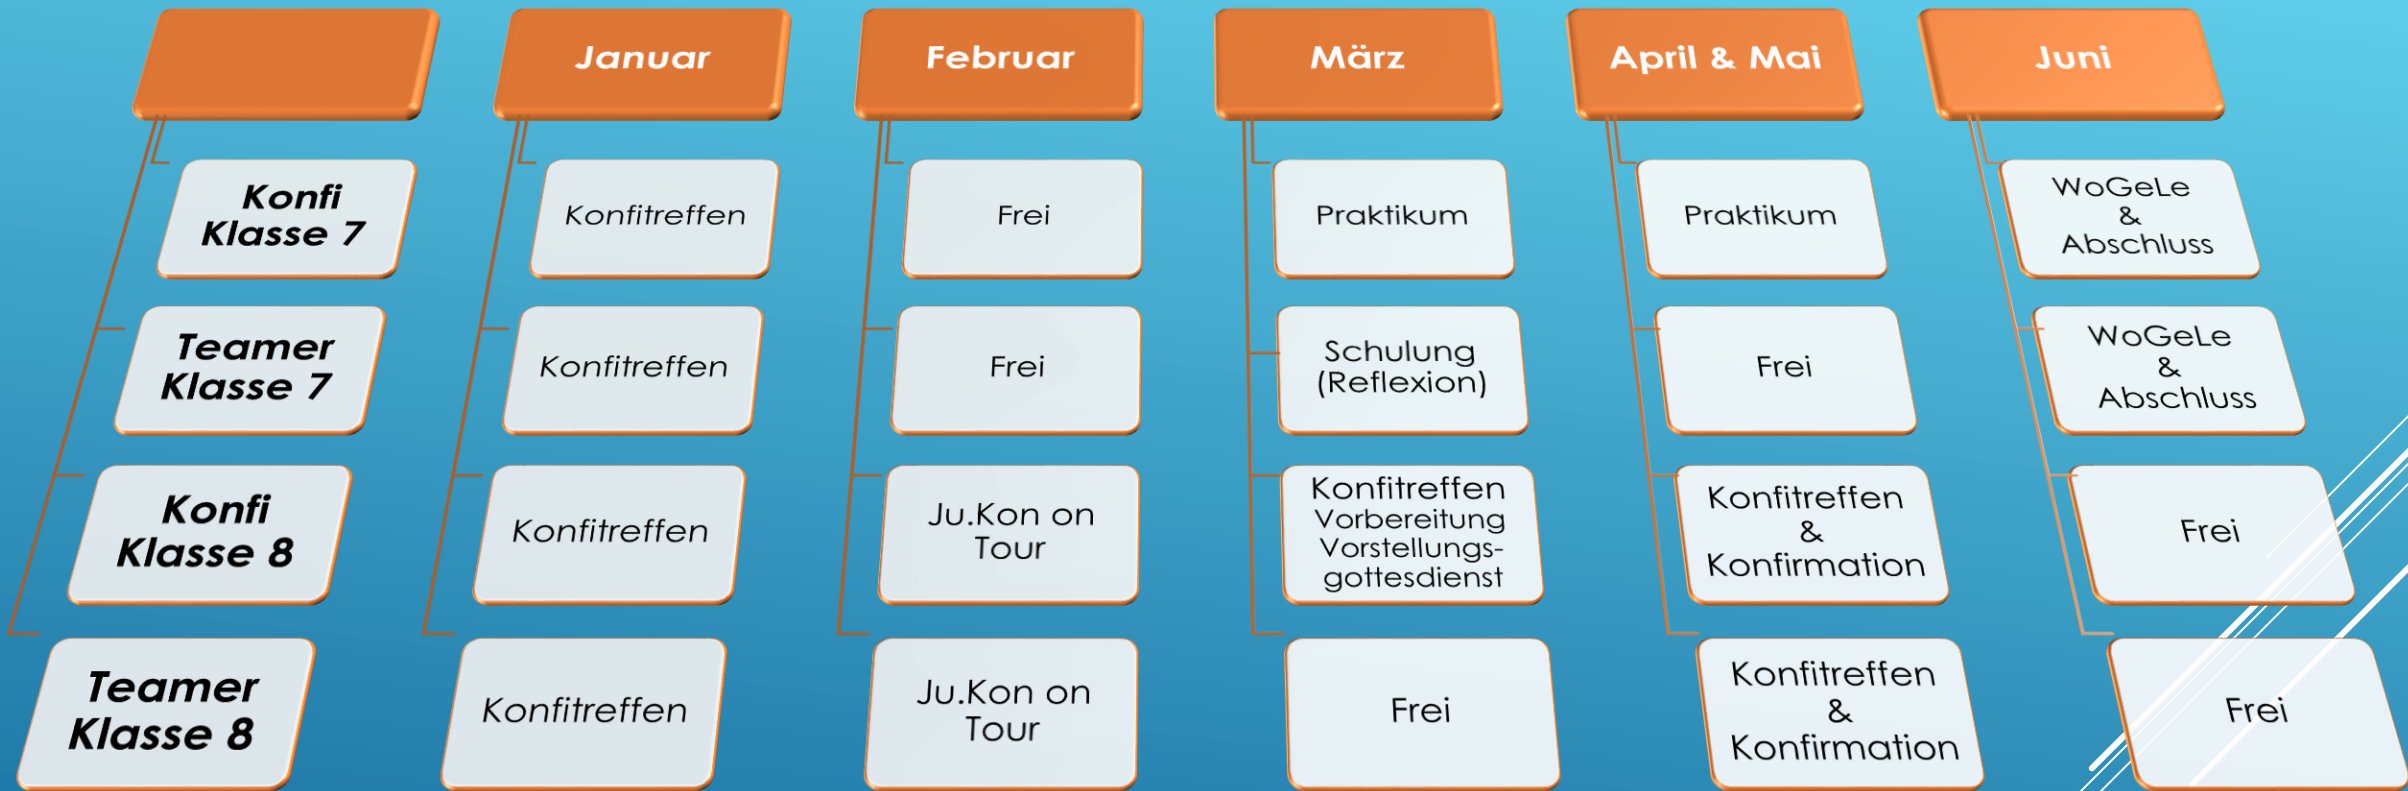 Januar
Februar
März
April & Mai
Juni
Konfi
Klasse 7
Konfitreffen
Frei
Praktikum
Praktikum
WoGeLe
&
Abschluss
Teamer
Klasse 7
Konfitreffen
Frei
Schulung
(Reflexion)
Frei
WoGeLe
&
Abschluss
Konfi
Klasse 8
Konfitreffen
Ju.Kon on
Tour
Konfitreffen
Vorbereitung
Vorstellungs-
gottesdienst
Konfitreffen
&
Konfirmation
Frei
Teamer
Klasse 8
Konfitreffen
Ju.Kon on
Tour
Frei
Konfitreffen
&
Konfirmation
Frei